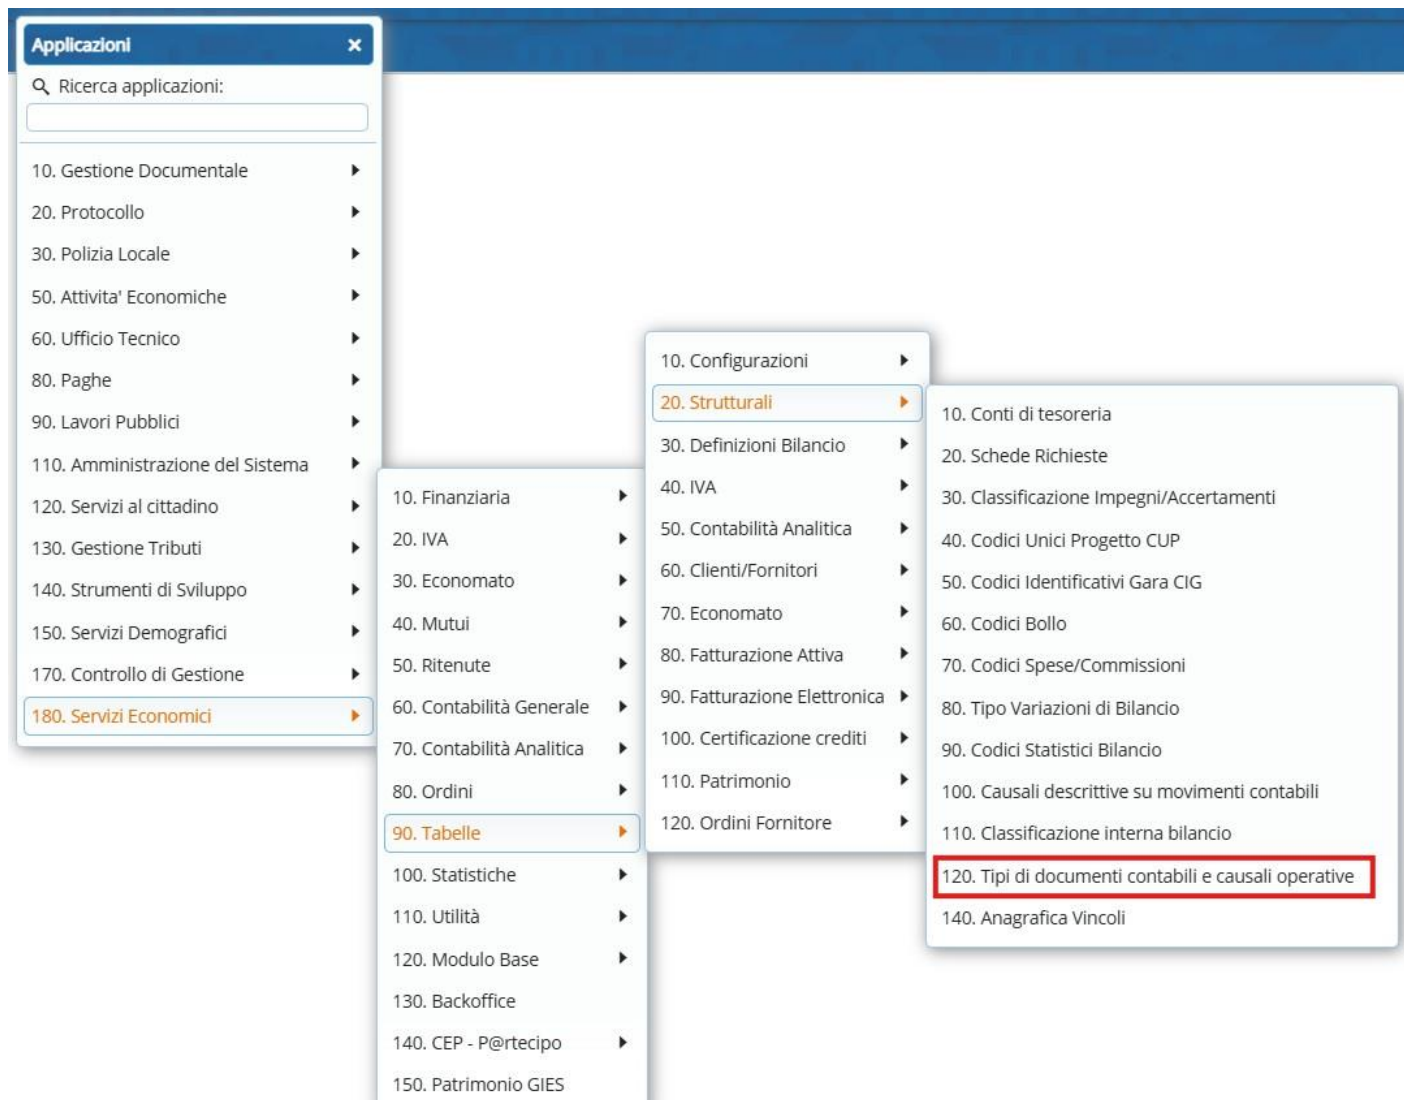 Applicazioni
Ricerca applicazioni:
10. Gestione Documentale
20. Protocollo
30. Polizia Locale
50. Attivita' Economiche
60. Ufficio Tecnico
80. Paghe
90. Lavori Pubblici
110. Amministrazione del Sistema
120. Servizi al cittadino
130. Gestione Tributi
140. Strumenti di Sviluppo
150. Servizi Demografici
170. Controllo di Gestione
180. Servizi Economici
10. Finanziaria
20. IVA
30. Economato
40. Mutui
50. Ritenute
60. Contabilità Generale
70. Contabilità Analitica
80. Ordini
90. Tabelle
100. Statistiche
110. Utilità
120. Modulo Base
130. Backoffice
140. CEP - P@rtecipo
150. Patrimonio GIES
10. Configurazioni
20. Strutturali
30. Definizioni Bilancio
40. IVA
50. Contabilità Analitica
60. Clienti/Fornitori
70. Economato
80. Fatturazione Attiva
90. Fatturazione Elettronica
100. Certificazione crediti
110. Patrimonio
120. Ordini Fornitore
10. Conti di tesoreria
20. Schede Richieste
30. Classificazione Impegni/Accertamenti
40. Codici Unici Progetto CUP
50. Codici Identificativi Gara CIG
60. Codici Bollo
70. Codici Spese/Commissioni
80. Tipo Variazioni di Bilancio
90. Codici Statistici Bilancio
100. Causali descrittive su movimenti contabili
110. Classificazione interna bilancio
120. Tipi di documenti contabili e causali operative
140. Anagrafica Vincoli